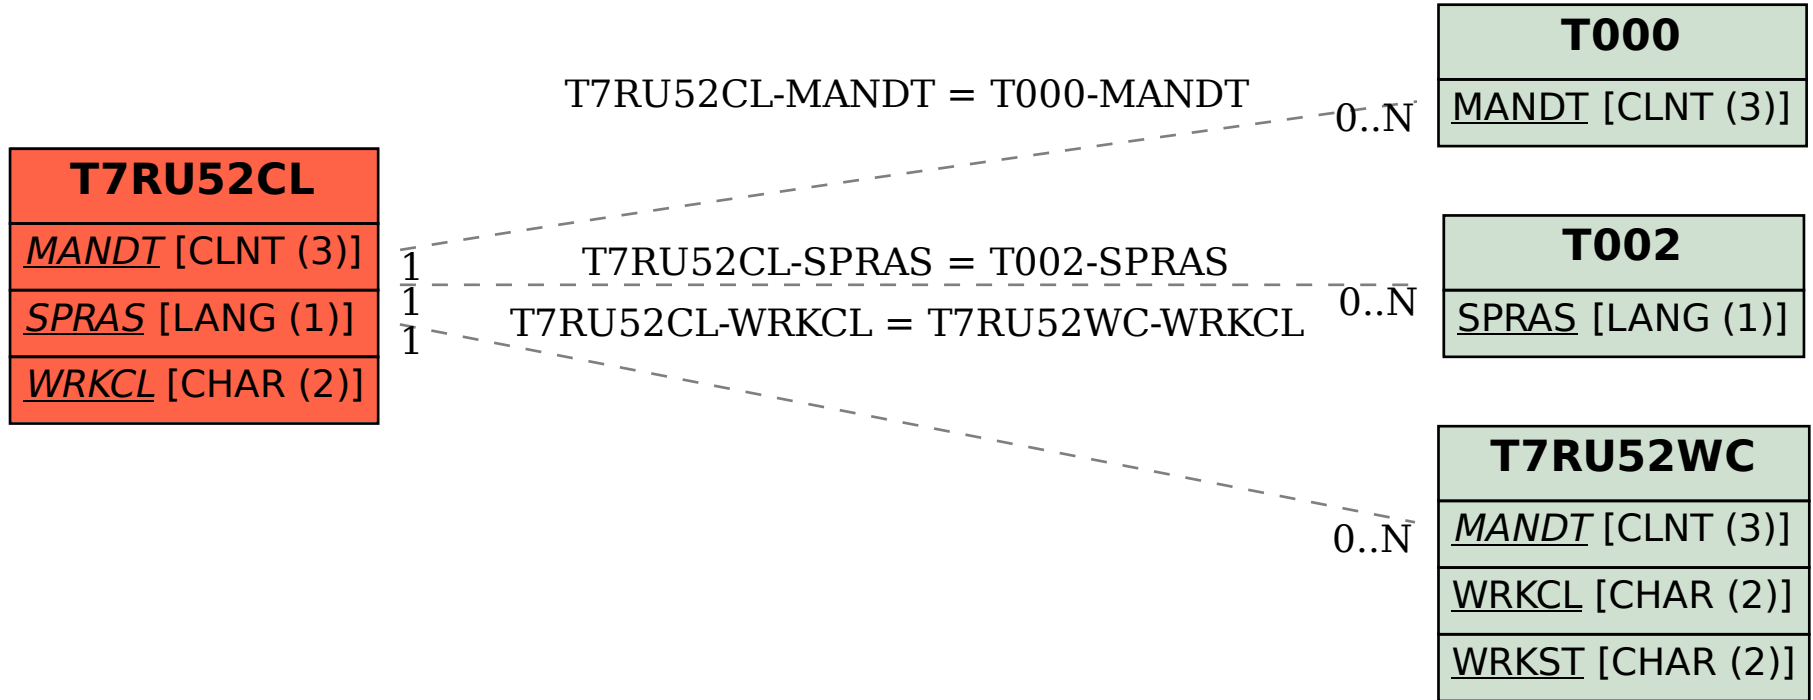 T7RU52CL
MANDT [CLNT (3)]
SPRAS [LANG (1)]
WRKCL [CHAR (2)]
T7RU52CL-MANDT = T000-MANDT
0..N
1
T7RU52CL-SPRAS = T002-SPRAS
0..N
1
T7RU52CL-WRKCL = T7RU52WC-WRKCL
0..N
1
T000
MANDT [CLNT (3)]
T002
SPRAS [LANG (1)]
T7RU52WC
MANDT [CLNT (3)]
WRKCL [CHAR (2)]
WRKST [CHAR (2)]